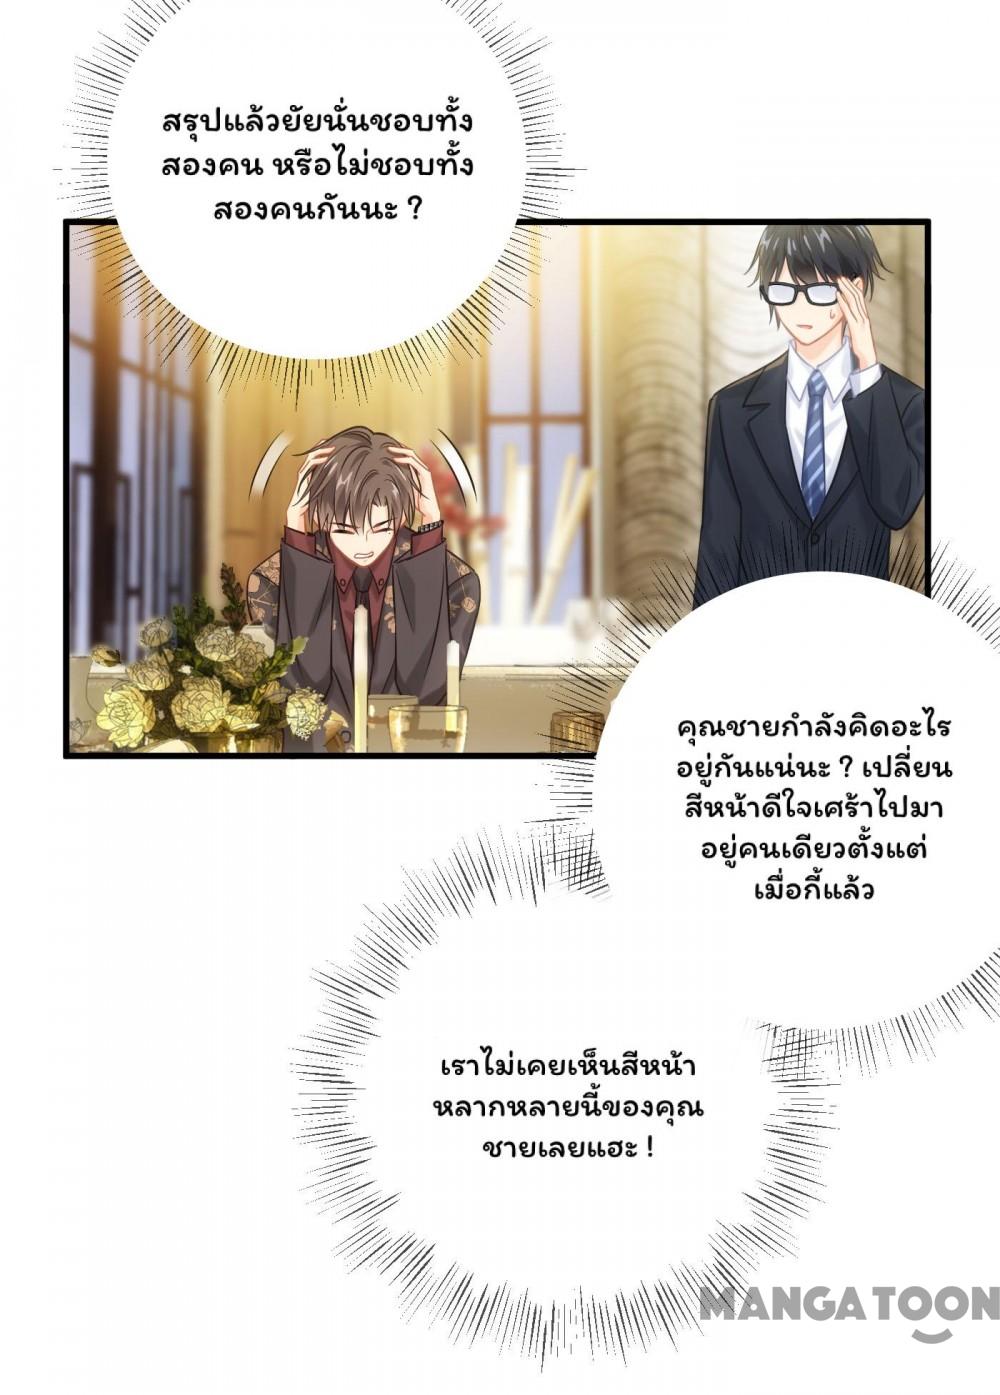 สรุปแล้วยัยนั่นชอบทั้ง
สองคน หรือไม่ชอบทั้ง
สองคนกันนะ ?
คุณชายกำลังคิดอะไร
อยู่กันแน่นะ ? เปลี่ยน
สีหน้าดีใจเศร้าไปมา
อยู่คนเดียวตั้งแต่
เมื่อกี้แล้ว
เราไม่เคยเห็นสีหน้า
หลากหลายนี้ของคุณ
ชายเลยแฮะ !
MANGATOON